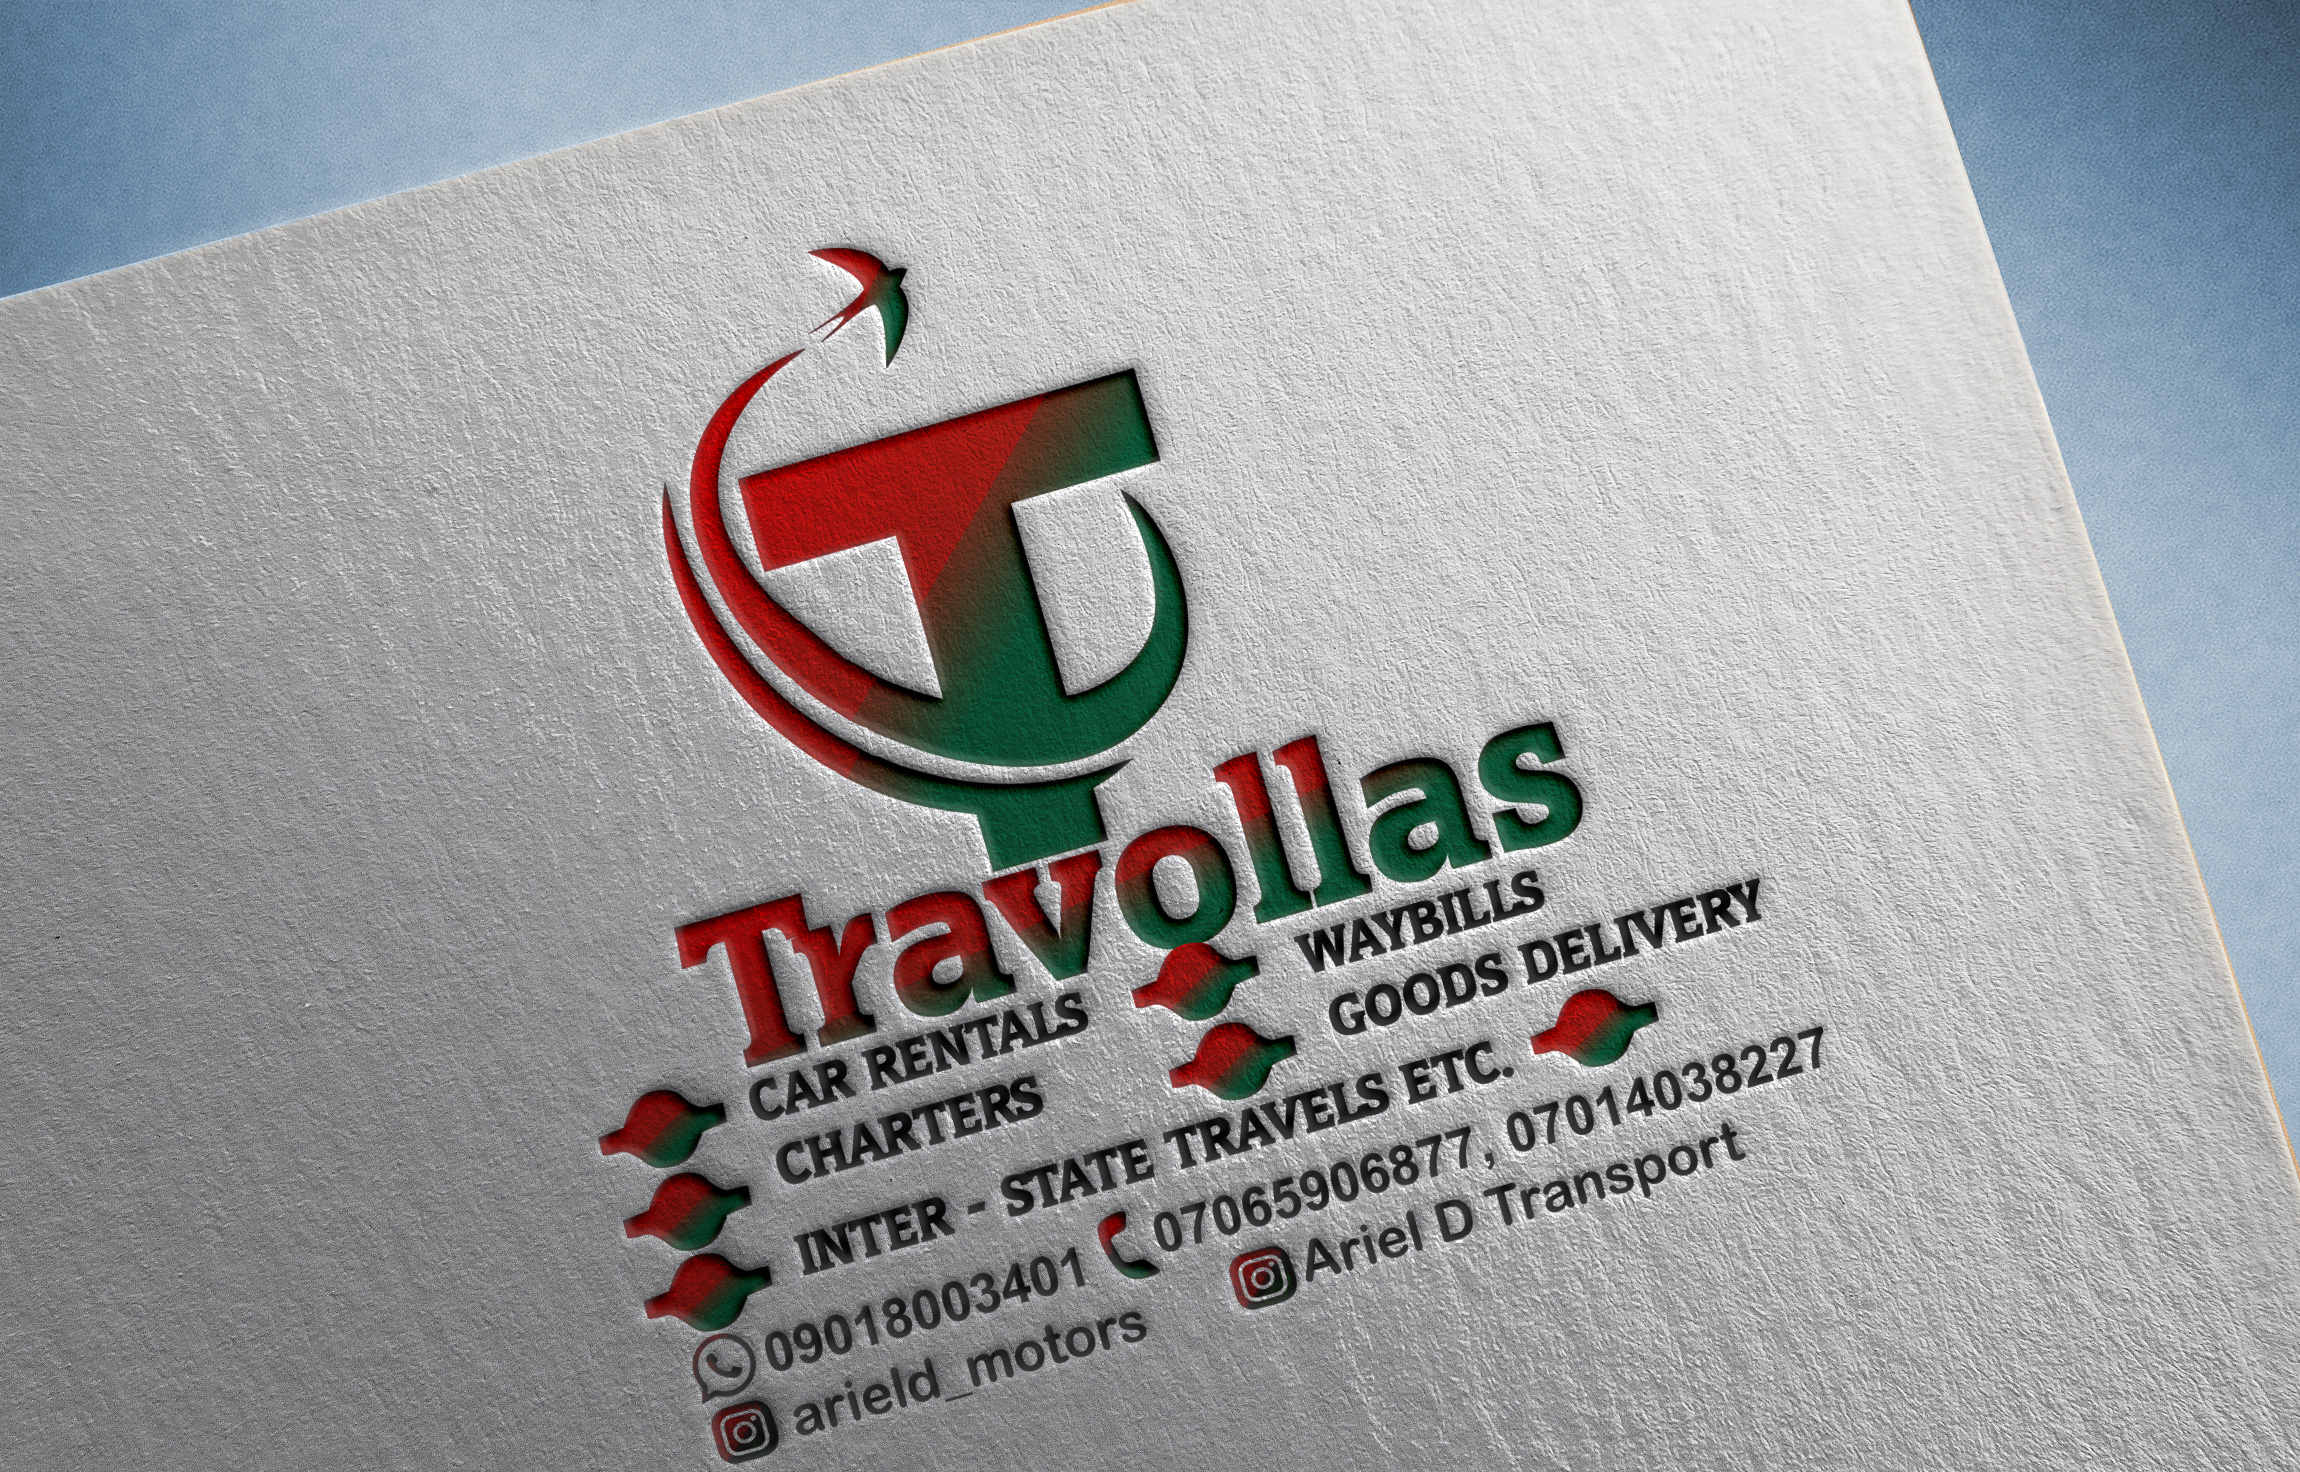 T
Travollas
CAR RENTALS
WAYBILLS
CHARTERS
GOODS DELIVERY
INTER - STATE TRAVELS ETC.
09018003401 07065906877, 07014038227
arield_motors Ariel D Transport